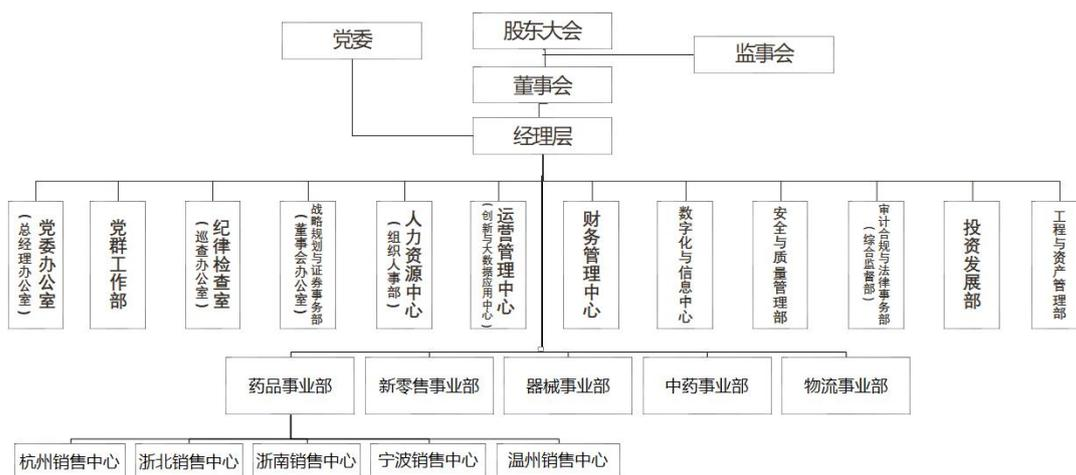 党委
股东大会
监事会
董事会
经理层
党委办公室
(总经理办公室)
党群工作部
纪律检查室
(巡查办公室)
战略规划与证券事务部
(董事会办公室)
人力资源中心
(组织人事部)
运营管理中心
(创新与大数据应用中心)
财务管理中心
数字化与信息中心
安全与质量管理部
审计合规与法律事务部
(综合监督部)
投资发展部
工程与资产管理部
药品事业部
新零售事业部
器械事业部
中药事业部
物流事业部
杭州销售中心
浙北销售中心
浙南销售中心
宁波销售中心
温州销售中心